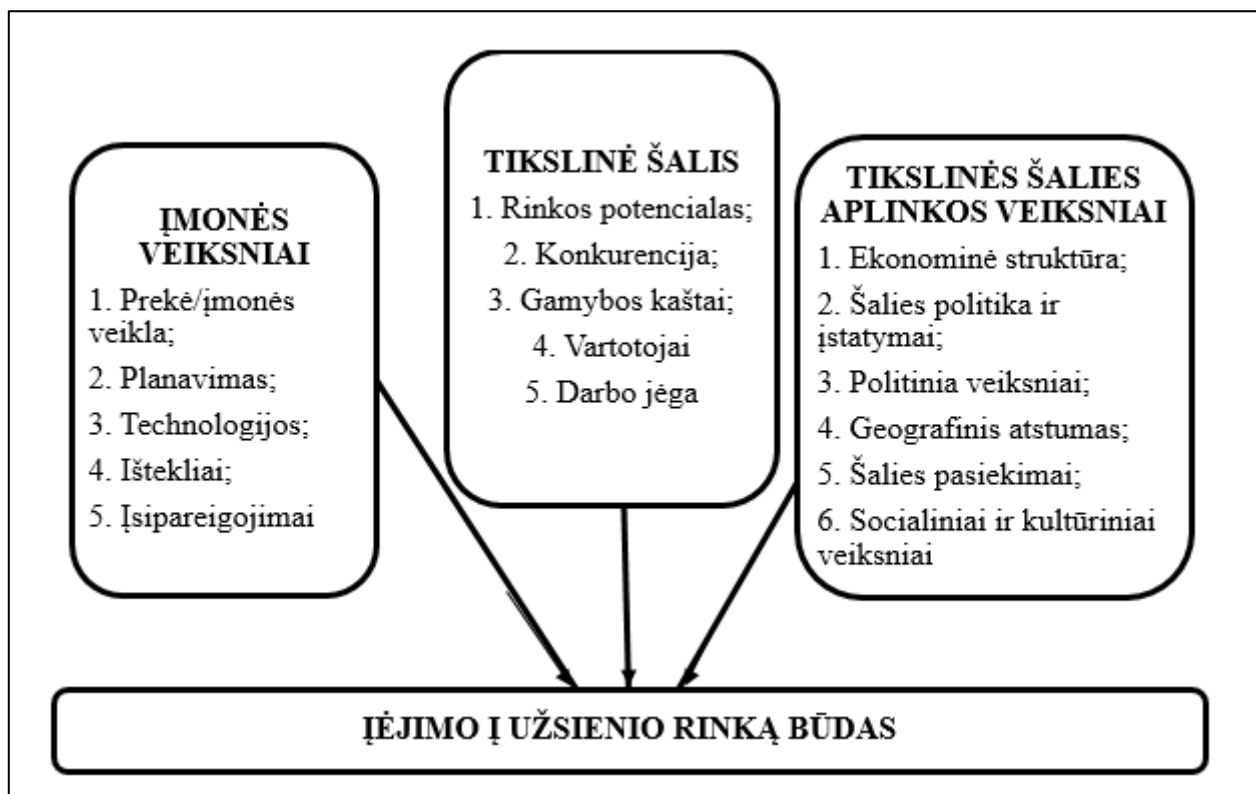 ĮMONĖS
VEIKSNIAI
1. Prekė/įmonės
veikla;
2. Planavimas;
3. Technologijos;
4. Ištekliai;
5. Įsipareigojimai
TIKSLINĖ ŠALIS
1. Rinkos potencialas;
2. Konkurencija;
3. Gamybos kaštai;
4. Vartotojai
5. Darbo jėga
TIKSLINĖS ŠALIES
APLINKOS VEIKSNIAI
1. Ekonominė struktūra;
2. Šalies politika ir
įstatymai;
3. Politinia veiksniai;
4. Geografinis atstumas;
5. Šalies pasiekimai;
6. Socialiniai ir kultūriniai
veiksniai
ĮĖJIMO Į UŽSIENIO RINKĄ BŪDAS